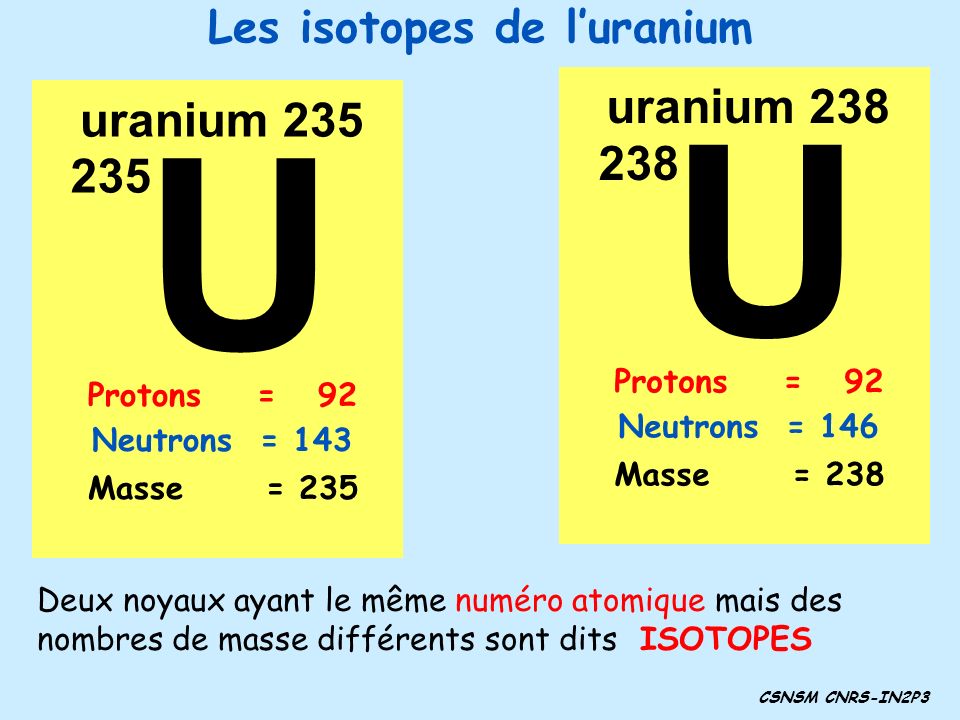 Les isotopes de l’uranium
uranium 235
235
U
Protons = 92
Neutrons = 143
Masse = 235
uranium 238
238
U
Protons = 92
Neutrons = 146
Masse = 238
Deux noyaux ayant le même numéro atomique mais des
nombres de masse différents sont dits ISOTOPES
CSNSM CNRS-IN2P3